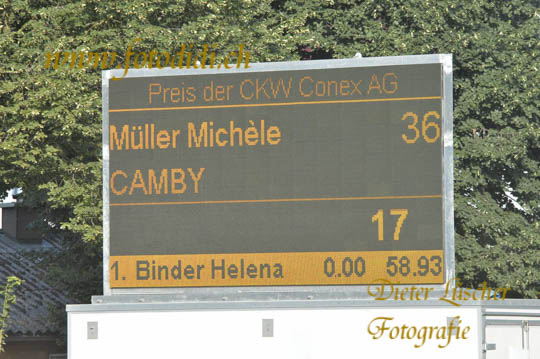 www.fotodidi.ch
Preis der CKW Conex AG
Müller Michèle 36
CAMBY
17
1. Binder Helena 0.00 58.93
Dieter Lüscher
Fotografie